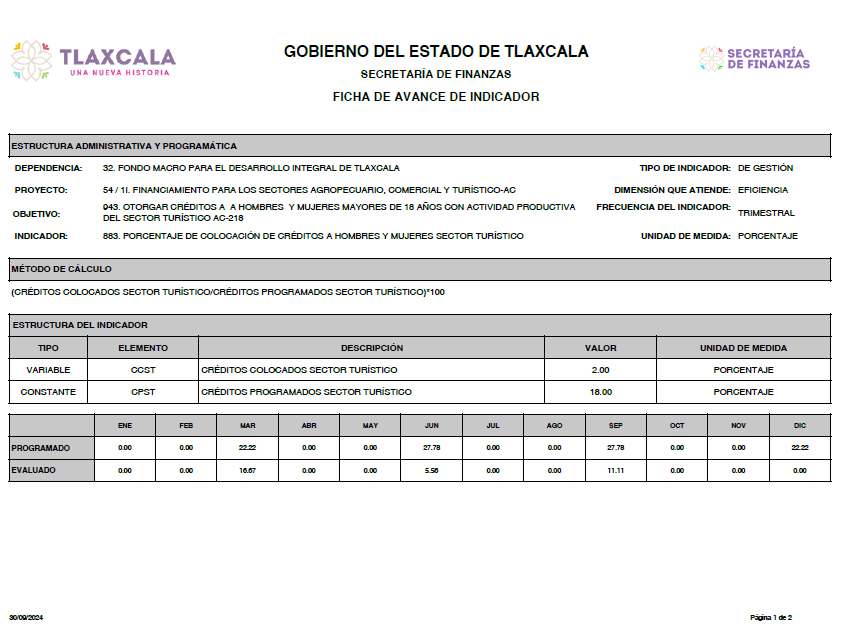 TLAXCALA
UNA NUEVA HISTORIA
GOBIERNO DEL ESTADO DE TLAXCALA
SECRETARÍA DE FINANZAS
FICHA DE AVANCE DE INDICADOR
SECRETARÍA
DE FINANZAS
ESTRUCTURA ADMINISTRATIVA Y PROGRAMÁTICA
DEPENDENCIA: 32. FONDO MACRO PARA EL DESARROLLO INTEGRAL DE TLAXCALA TIPO DE INDICADOR: DE GESTIÓN
PROYECTO: 54 / 1I. FINANCIAMIENTO PARA LOS SECTORES AGROPECUARIO, COMERCIAL Y TURÍSTICO-AC DIMENSIÓN QUE ATIENDE: EFICIENCIA
OBJETIVO: 043. OTORGAR CRÉDITOS A A HOMBRES Y MUJERES MAYORES DE 18 AÑOS CON ACTIVIDAD PRODUCTIVA
DEL SECTOR TURÍSTICO AC-218 FRECUENCIA DEL INDICADOR: TRIMESTRAL
INDICADOR: 883. PORCENTAJE DE COLOCACIÓN DE CRÉDITOS A HOMBRES Y MUJERES SECTOR TURÍSTICO UNIDAD DE MEDIDA: PORCENTAJE
MÉTODO DE CÁLCULO
(CRÉDITOS COLOCADOS SECTOR TURÍSTICO/CRÉDITOS PROGRAMADOS SECTOR TURÍSTICO)*100
ESTRUCTURA DEL INDICADOR
TIPO ELEMENTO DESCRIPCIÓN VALOR UNIDAD DE MEDIDA
VARIABLE CCST CRÉDITOS COLOCADOS SECTOR TURÍSTICO 2.00 PORCENTAJE
CONSTANTE CPST CRÉDITOS PROGRAMADOS SECTOR TURÍSTICO 18.00 PORCENTAJE
ENE FEB MAR ABR MAY JUN JUL AGO SEP OCT NOV DIC
PROGRAMADO 0.00 0.00 22.22 0.00 0.00 27.78 0.00 0.00 27.78 0.00 0.00 22.22
EVALUADO 0.00 0.00 16.67 0.00 0.00 5.56 0.00 0.00 11.11 0.00 0.00 0.00
30/09/2024 Página 1 de 2